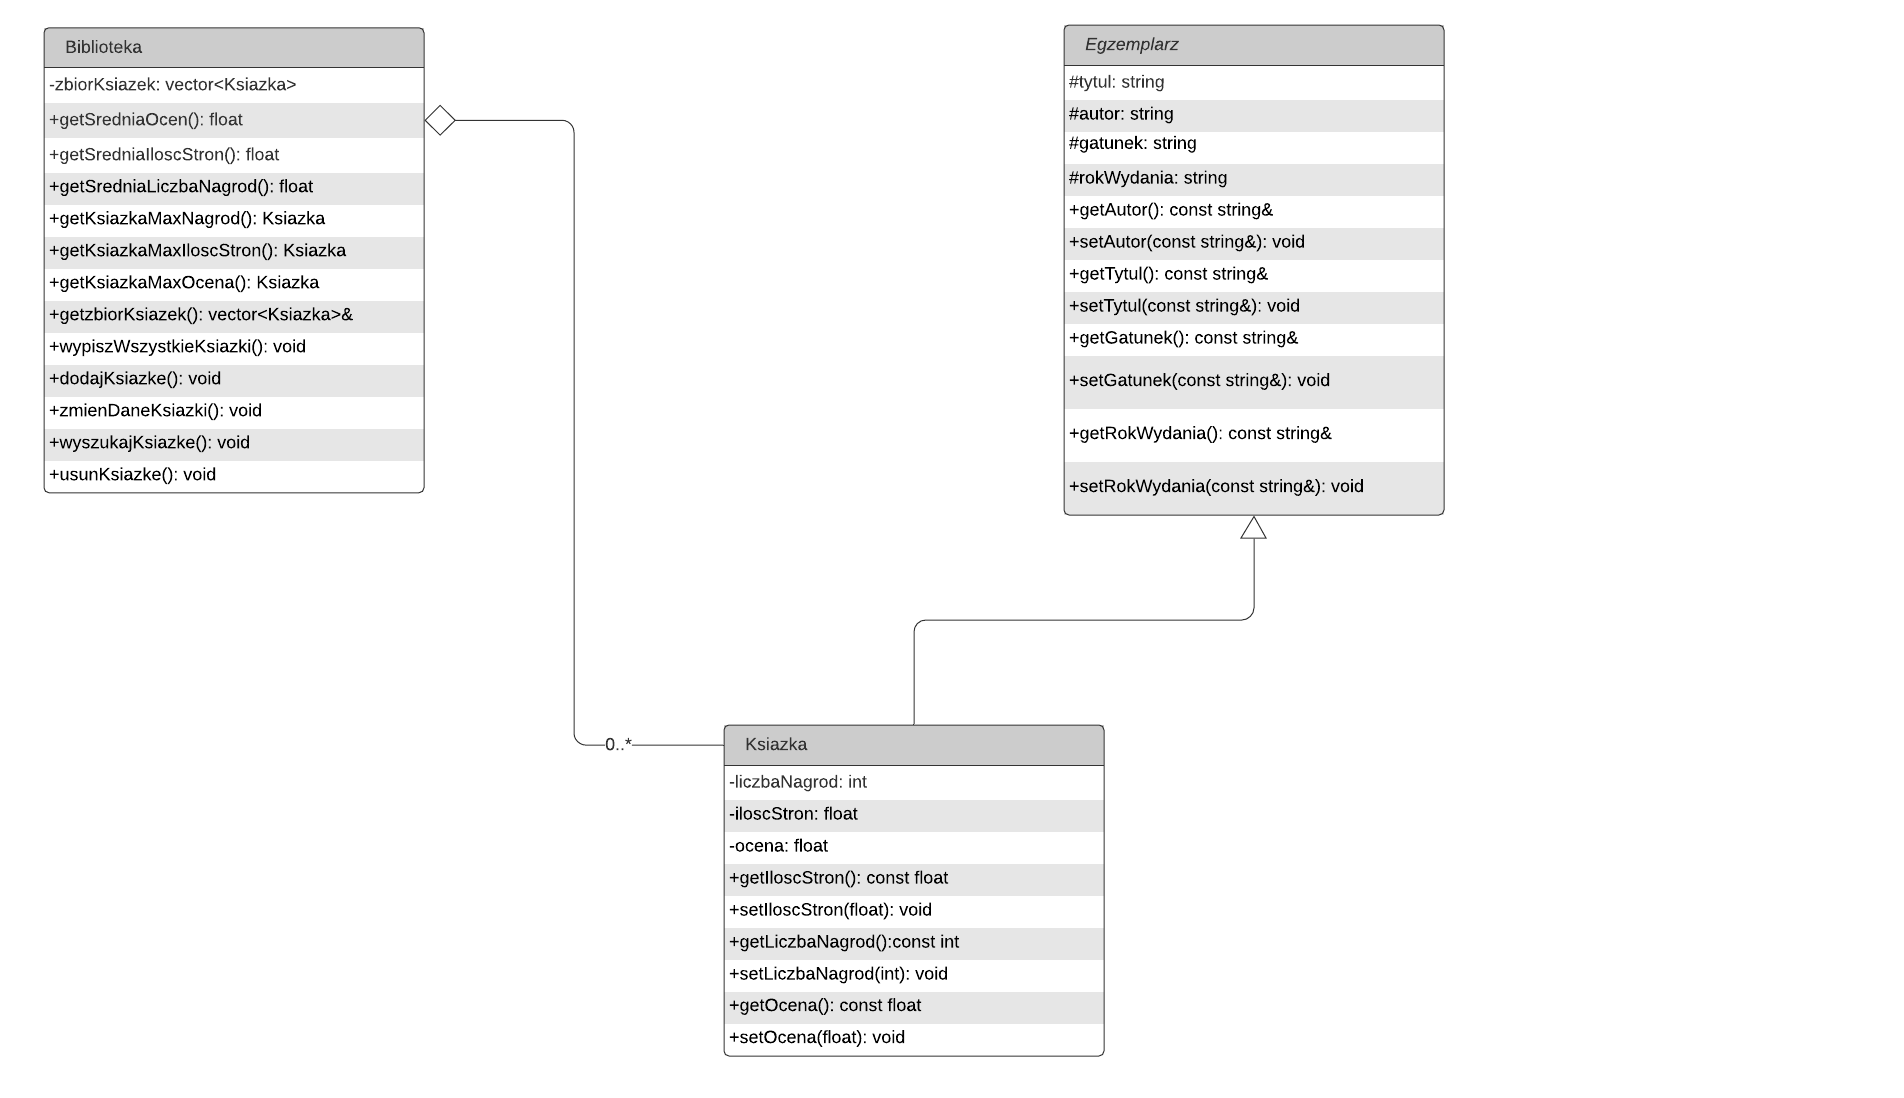 Biblioteka
-zbiorKsiazek: vector<Ksiazka>
+getSredniaOcen(): float
+getSredniaIloscStron(): float
+getSredniaLiczbaNagrod(): float
+getKsiazkaMaxNagrod(): Ksiazka
+getKsiazkaMaxIloscStron(): Ksiazka
+getKsiazkaMaxOcena(): Ksiazka
+getzbiorKsiazek(): vector<Ksiazka>&
+wypiszWszystkieKsiazki(): void
+dodajKsiazke(): void
+zmienDaneKsiazki(): void
+wyszukajKsiazke(): void
+usunKsiazke(): void
Egzemplarz
#tytul: string
#autor: string
#gatunek: string
#rokWydania: string
+getAutor(): const string&
+setAutor(const string&): void
+getTytul(): const string&
+setTytul(const string&): void
+getGatunek(): const string&
+setGatunek(const string&): void
+getRokWydania(): const string&
+setRokWydania(const string&): void
0..*
Ksiazka
-liczbaNagrod: int
-iloscStron: float
-ocena: float
+getIloscStron(): const float
+setIloscStron(float): void
+getLiczbaNagrod():const int
+setLiczbaNagrod(int): void
+getOcena(): const float
+setOcena(float): void